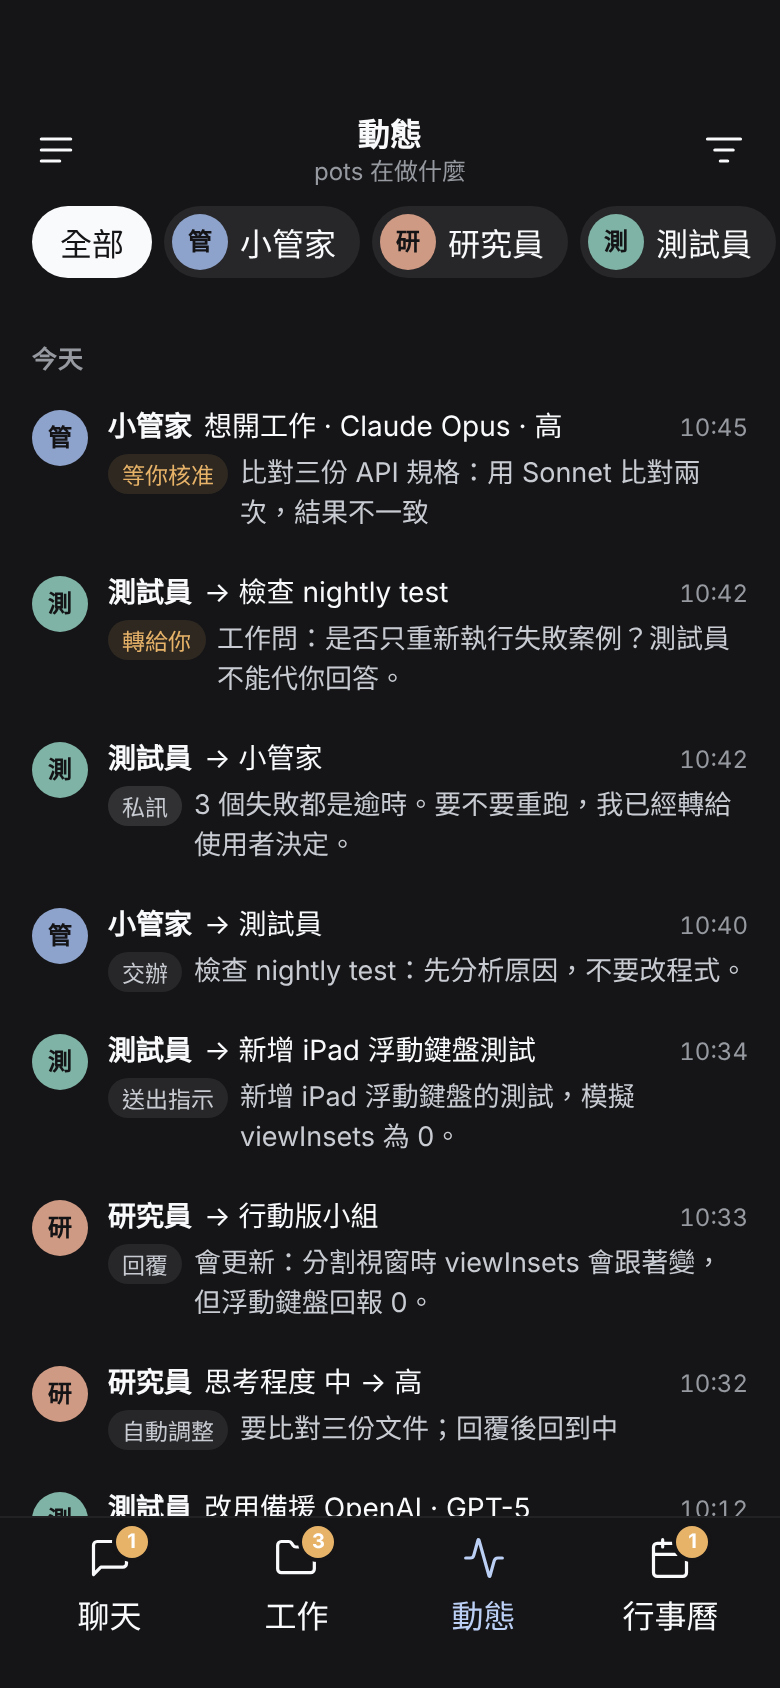 動態
pots 在做什麼
全部
管 小管家
研 研究員
測 測試員
今天
管 小管家 想開工作 · Claude Opus · 高 10:45
等你核准 比對三份 API 規格：用 Sonnet 比對兩
次，結果不一致
測 測試員 → 檢查 nightly test 10:42
轉給你 工作問：是否只重新執行失敗案例？測試員
不能代你回答。
測 測試員 → 小管家 10:42
私訊 3 個失敗都是逾時。要不要重跑，我已經轉給
使用者決定。
管 小管家 → 測試員 10:40
交辦 檢查 nightly test：先分析原因，不要改程式。
測 測試員 → 新增 iPad 浮動鍵盤測試 10:34
送出指示 新增 iPad 浮動鍵盤的測試，模擬
viewInsets 為 0。
研 研究員 → 行動版小組 10:33
回覆 會更新：分割視窗時 viewInsets 會跟著變，
但浮動鍵盤回報 0。
研 研究員 思考程度 中 → 高 10:32
自動調整 要比對三份文件；回覆後回到中
測 測試員 改用備援 OpenAI · GPT-5 10:12
1 3 1
聊天 工作 動態 行事曆